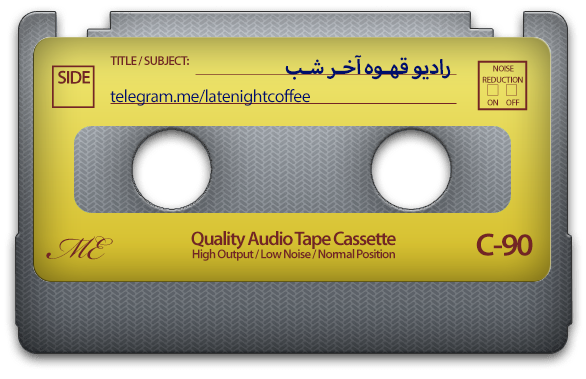 SIDE
TITLE / SUBJECT:
رادیو قهوه آخر شب
telegram.me/latenightcoffee
NOISE
REDUCTION
ON OFF
ME
Quality Audio Tape Cassette
High Output / Low Noise / Normal Position
C-90